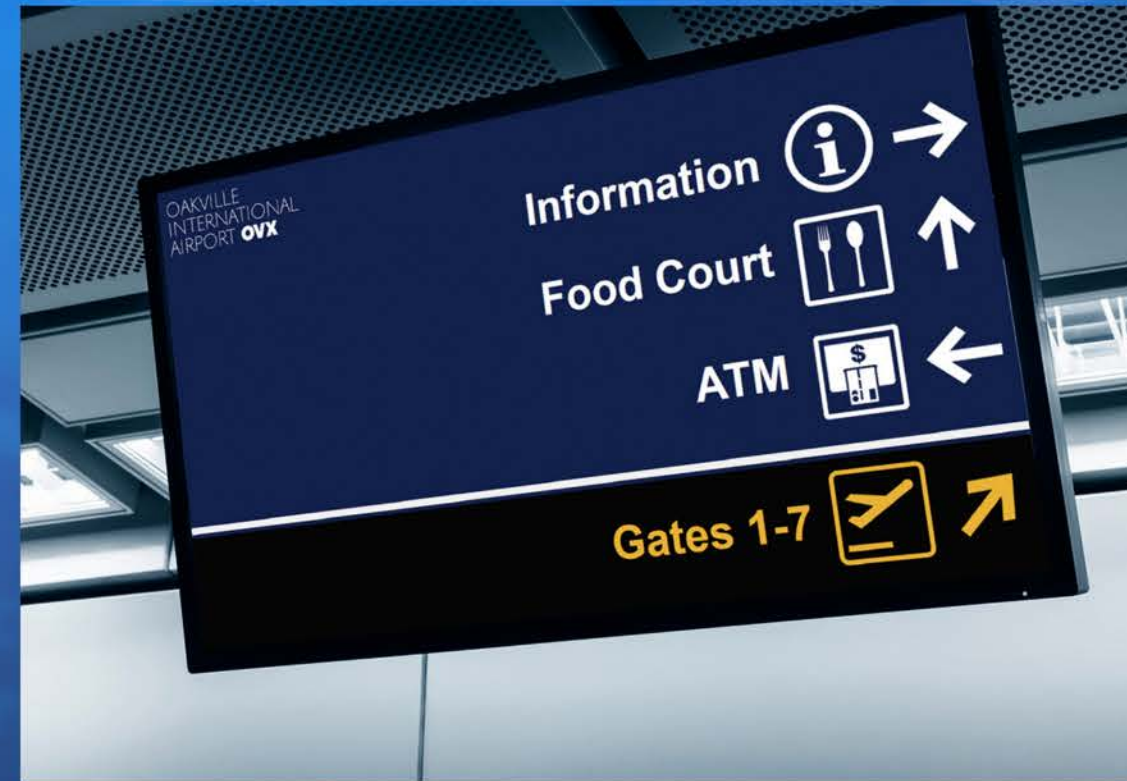 OAKVILLE
INTERNATIONAL
AIRPORT OVX
Information
Food Court
ATM
$
Gates 1-7